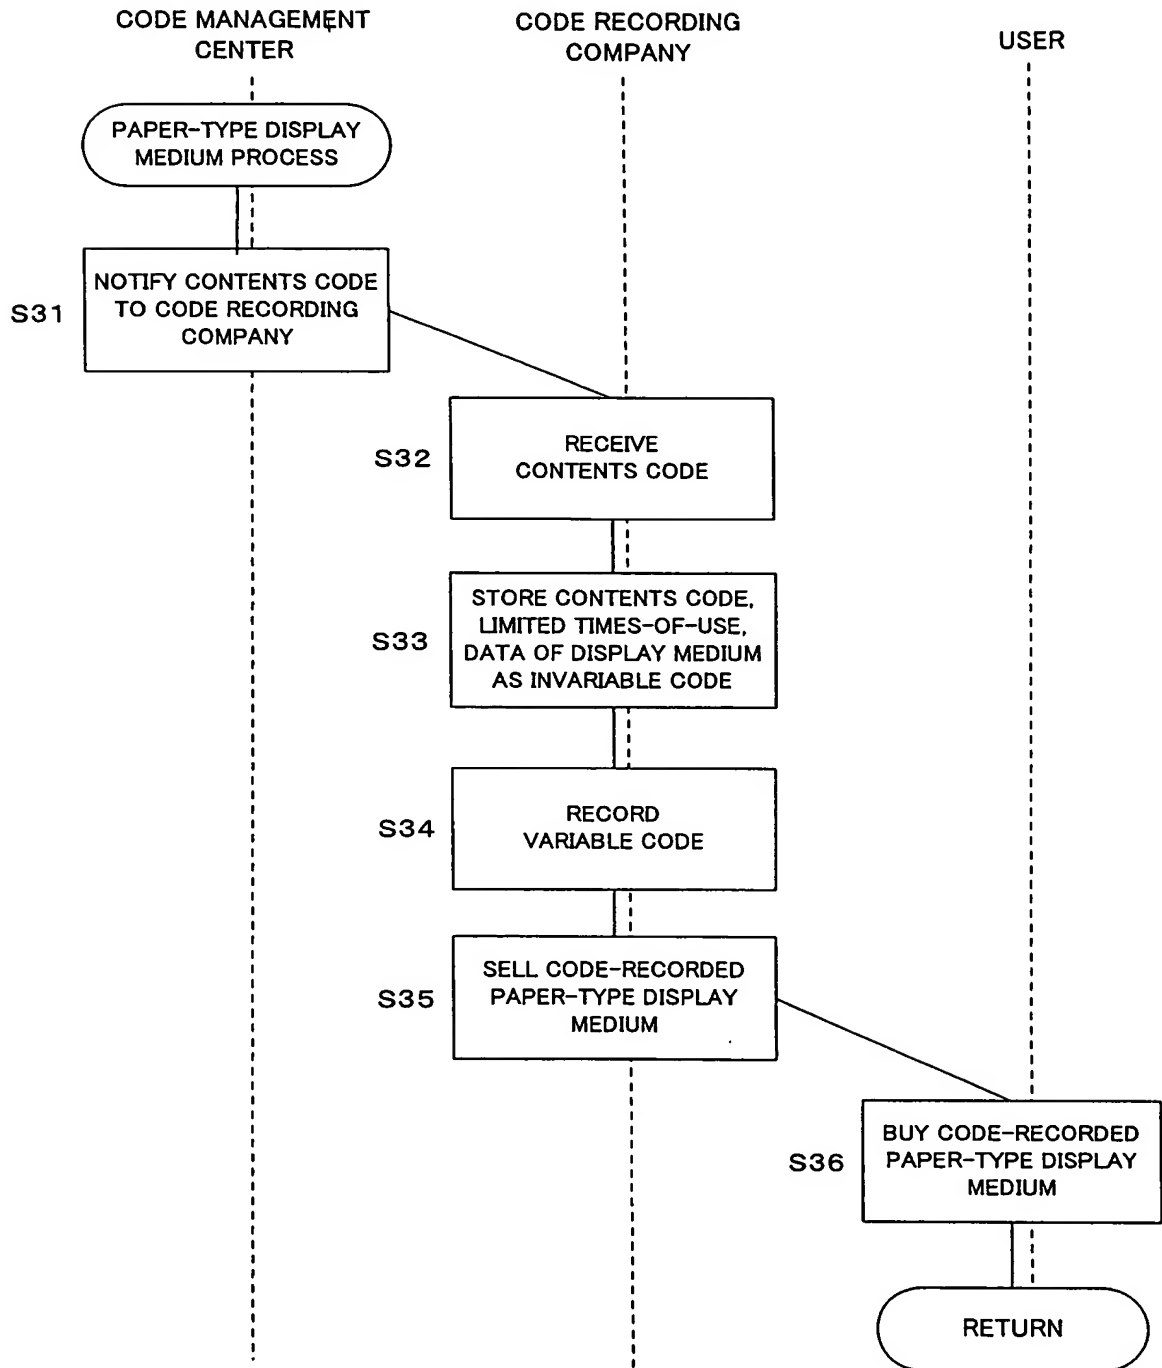 CODE MANAGEMENT
CENTER
CODE RECORDING
COMPANY
USER
PAPER-TYPE DISPLAY
MEDIUM PROCESS
S31
NOTIFY CONTENTS CODE
TO CODE RECORDING
COMPANY
S32
RECEIVE
CONTENTS CODE
S33
STORE CONTENTS CODE,
LIMITED TIMES-OF-USE,
DATA OF DISPLAY MEDIUM
AS INVARIABLE CODE
S34
RECORD
VARIABLE CODE
S35
SELL CODE-RECORDED
PAPER-TYPE DISPLAY
MEDIUM
S36
BUY CODE-RECORDED
PAPER-TYPE DISPLAY
MEDIUM
RETURN